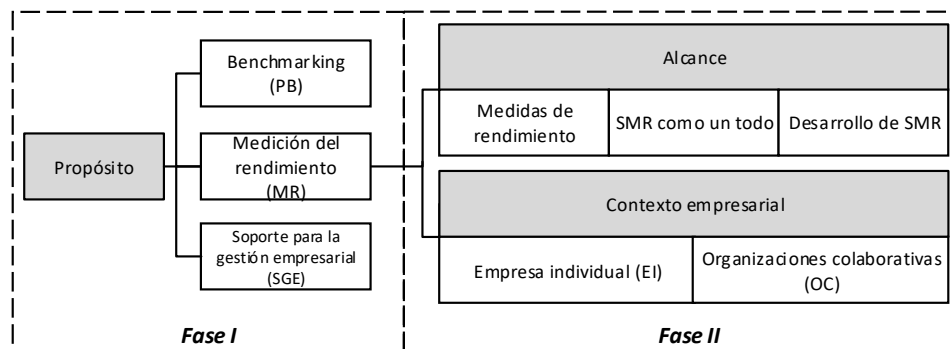 Propósito
Benchmarking
(PB)
Medición del
rendimiento
(MR)
Soporte para la
gestión empresarial
(SGE)
Fase I
Alcance
Medidas de
rendimiento
SMR como un todo
Desarrollo de SMR
Contexto empresarial
Empresa individual (EI)
Organizaciones colaborativas
(OC)
Fase II